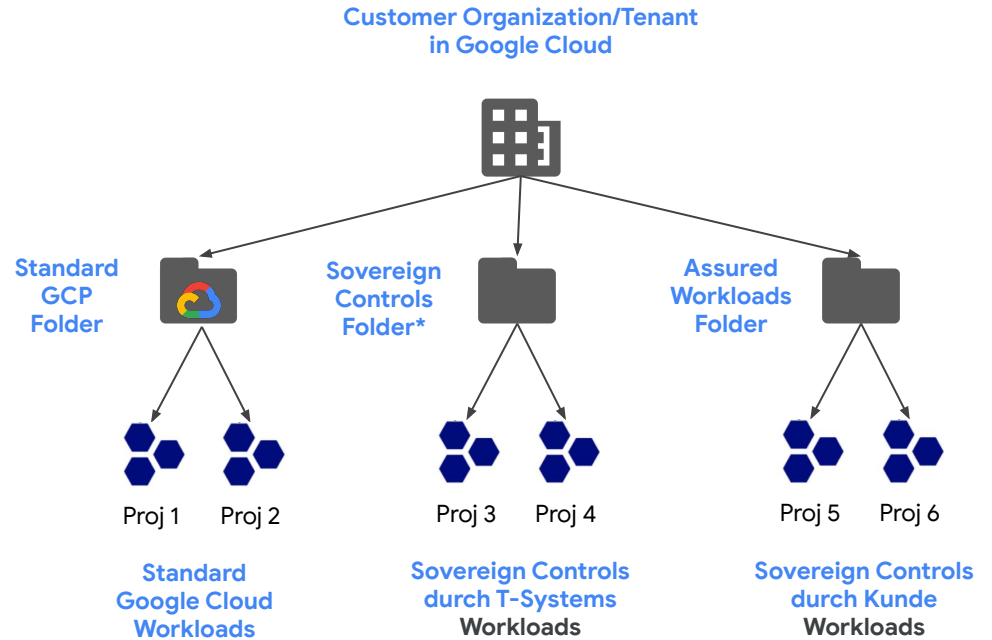 Customer Organization/Tenant
in Google Cloud
Standard
GCP
Folder
Sovereign
Controls
Folder*
Assured
Workloads
Folder
Proj 1
Proj 2
Proj 3
Proj 4
Proj 5
Proj 6
Standard
Google Cloud
Workloads
Sovereign Controls
durch T-Systems
Workloads
Sovereign Controls
durch Kunde
Workloads